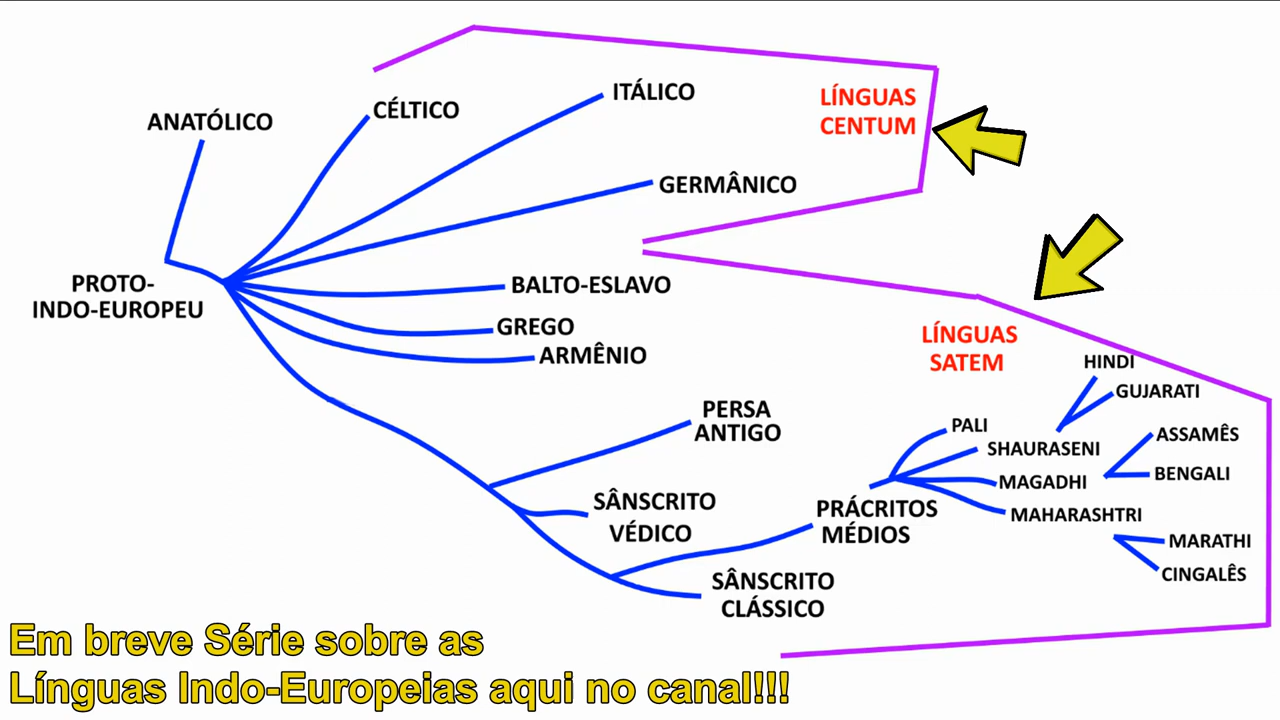 ANATÓLICO
CÉLTICO
ITÁLICO
LÍNGUAS
CENTUM
GERMÂNICO
PROTO-
INDO-EUROPEU
BALTO-ESLAVO
GREGO
ARMÊNIO
LÍNGUAS
SATEM
HINDI
GUJARATI
PERSA
ANTIGO
PALI
SHAURASENI
ASSAMÊS
MAGADHI
BENGALI
SÂNSCRITO
VÉDICO
PRÁCRITOS
MÉDIOS
MAHARASHTRI
MARATHI
CINGALÊS
SÂNSCRITO
CLÁSSICO
Em breve Série sobre as
Línguas Indo-Europeias aqui no canal!!!